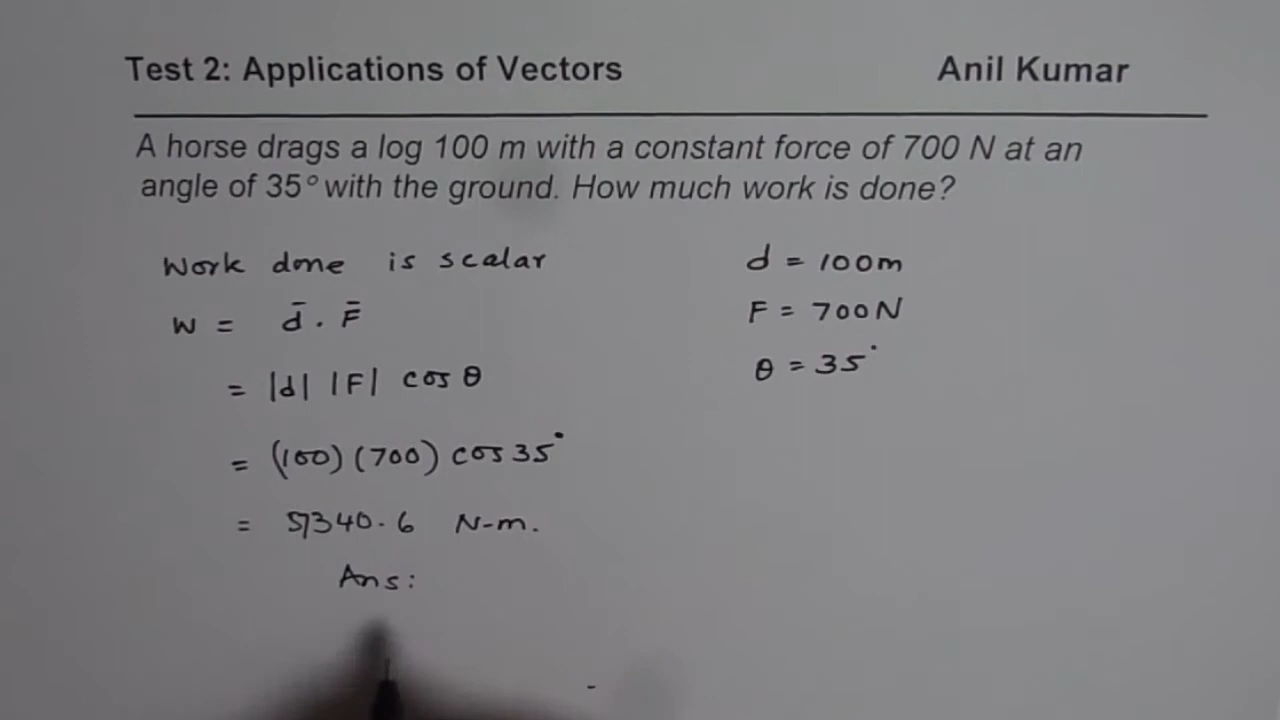 Test 2: Applications of Vectors Anil Kumar
A horse drags a log 100 m with a constant force of 700 N at an
angle of 35° with the ground. How much work is done?
Work done is scalar d = 100m
W = d̄ . F̄ F = 700N
= |d| |F| cos θ θ = 35°
= (100) (700) cos 35°
= 57340.6 N-m.
Ans: